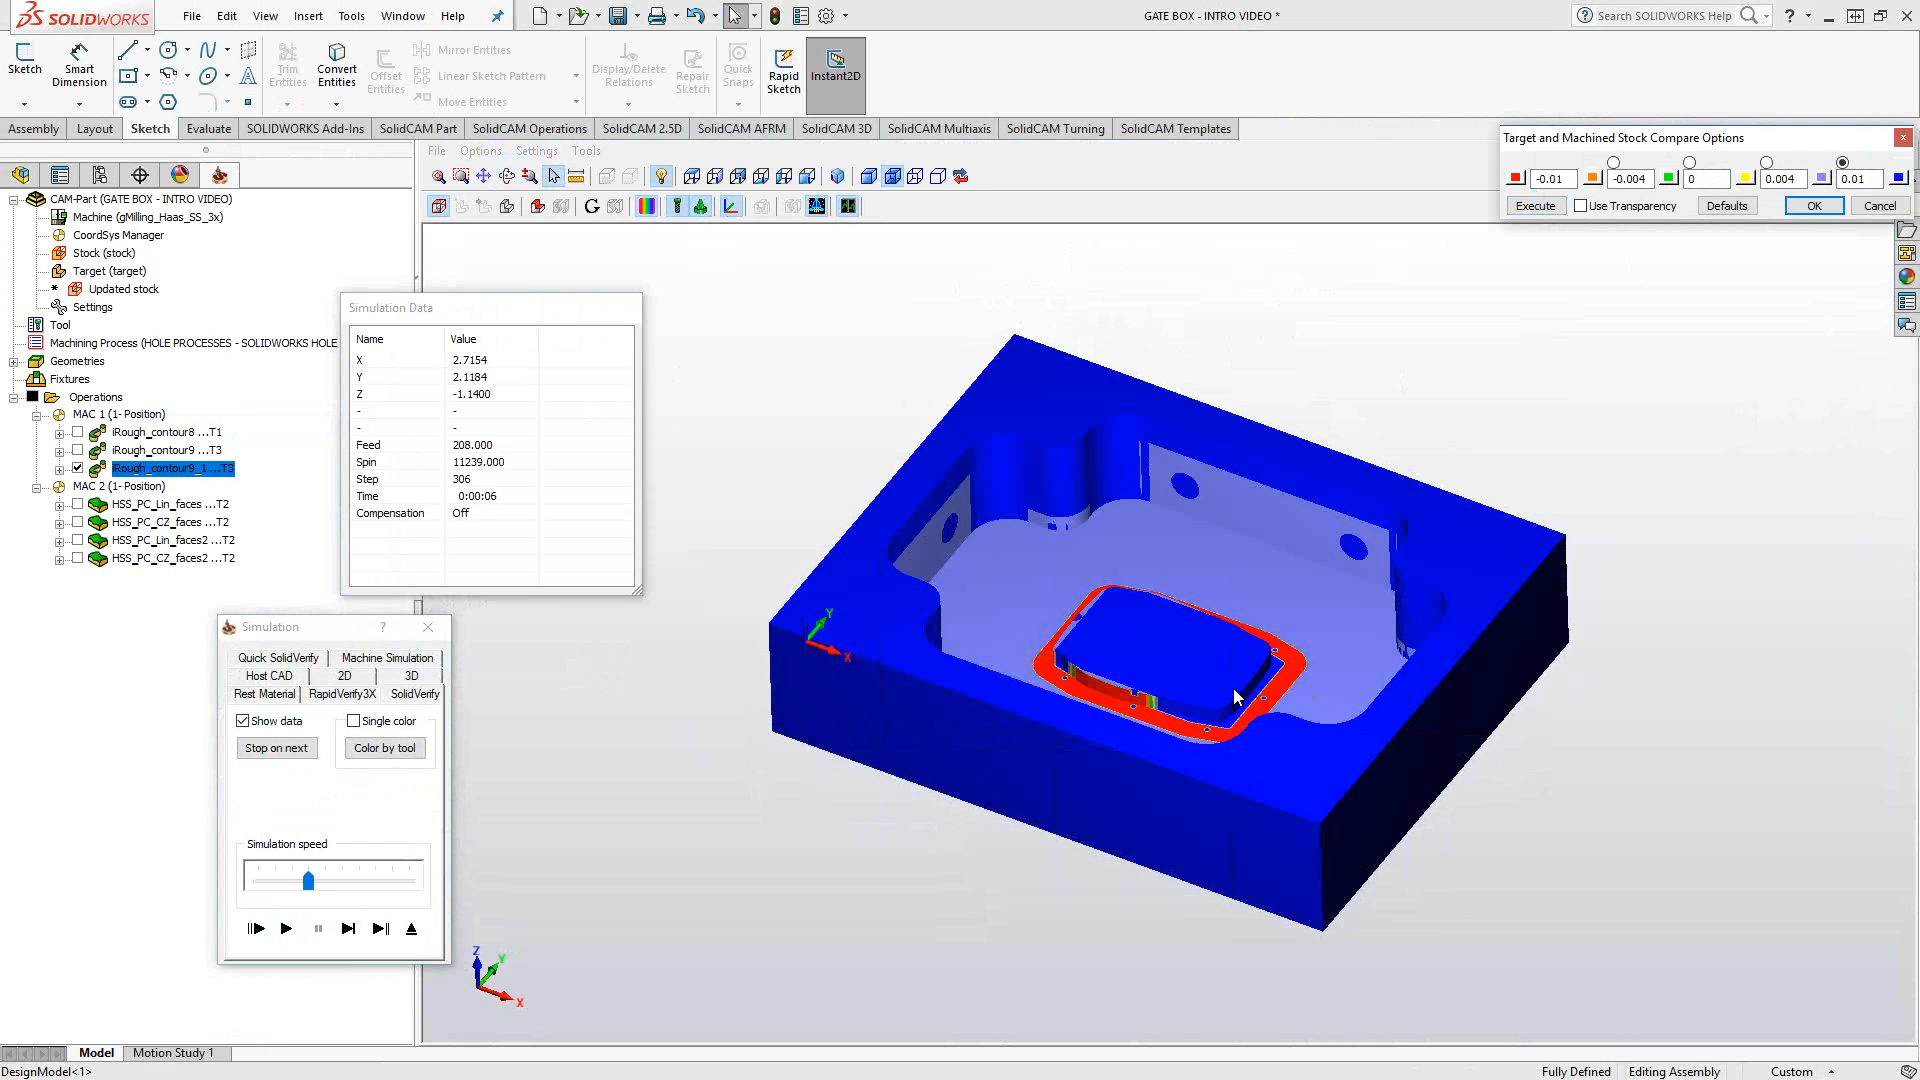 SOLIDWORKS
File Edit View Insert Tools Window Help
GATE BOX - INTRO VIDEO *
Search SOLIDWORKS Help
Sketch
Smart Dimension
Trim Entities
Convert Entities
Offset Entities
Mirror Entities
Linear Sketch Pattern
Move Entities
Display/Delete Relations
Repair Sketch
Quick Snaps
Rapid Sketch
Instant2D
Assembly Layout Sketch Evaluate SOLIDWORKS Add-Ins SolidCAM Part SolidCAM Operations SolidCAM 2.5D SolidCAM AFRM SolidCAM 3D SolidCAM Multiaxis SolidCAM Turning SolidCAM Templates
File Options Settings Tools
Target and Machined Stock Compare Options
-0.01 -0.004 0 0.004 0.01
Execute Use Transparency Defaults OK Cancel
CAM-Part (GATE BOX - INTRO VIDEO)
Machine (gMilling_Haas_SS_3x)
CoordSys Manager
Stock (stock)
Target (target)
* Updated stock
Settings
Tool
Machining Process (HOLE PROCESSES - SOLIDWORKS HOLE
Geometries
Fixtures
Operations
MAC 1 (1- Position)
iRough_contour8 ...T1
iRough_contour9 ...T3
iRough_contour9_1 ...T3
MAC 2 (1- Position)
HSS_PC_Lin_faces ...T2
HSS_PC_CZ_faces ...T2
HSS_PC_Lin_faces2 ...T2
HSS_PC_CZ_faces2 ...T2
Simulation Data
Name Value
X 2.7154
Y 2.1184
Z -1.1400
- -
- -
Feed 208.000
Spin 11239.000
Step 306
Time 0:00:06
Compensation Off
Simulation ?
Quick SolidVerify Machine Simulation
Host CAD 2D 3D
Rest Material RapidVerify3X SolidVerify
Show data
Single color
Stop on next
Color by tool
Simulation speed
Y
X
Z
Y
X
Model Motion Study 1
DesignModel<1>
Fully Defined Editing Assembly Custom